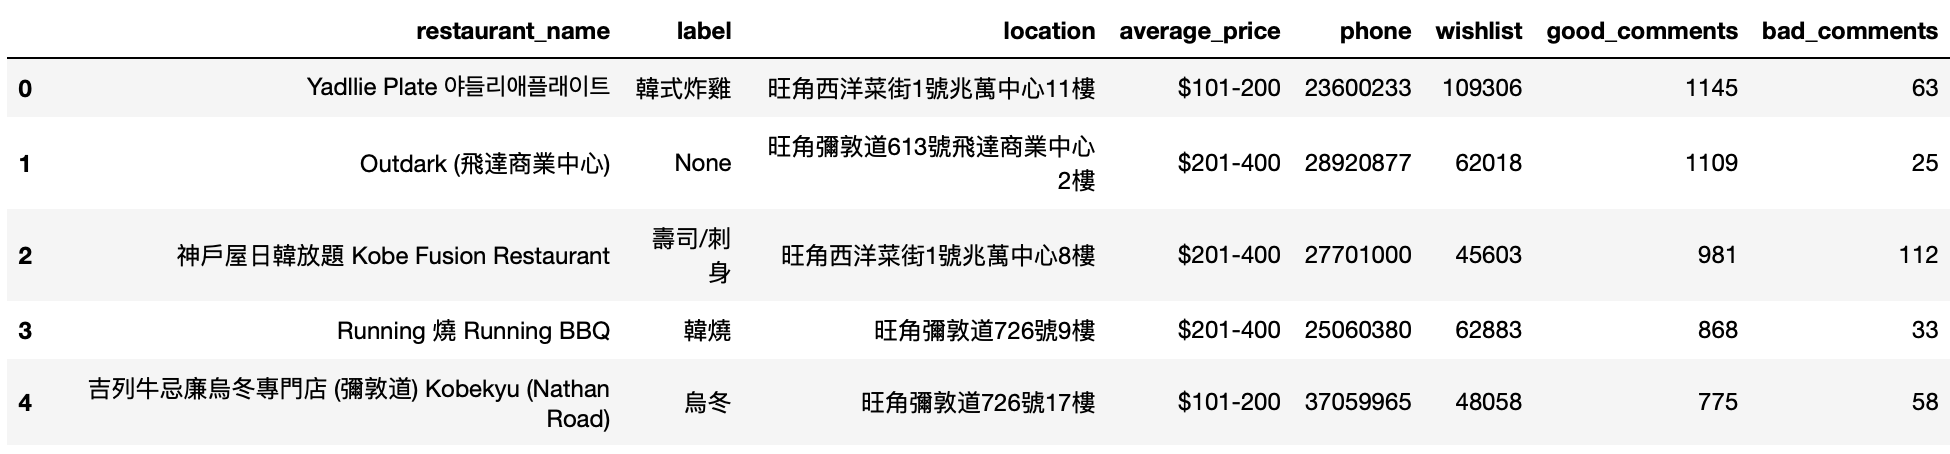 restaurant_name label location average_price phone wishlist good_comments bad_comments
0 Yadllie Plate 야들리애플레이트 韓式炸雞 旺角西洋菜街1號兆萬中心11樓 $101-200 23600233 109306 1145 63
1 Outdark (飛達商業中心) None 旺角彌敦道613號飛達商業中心
2樓 $201-400 28920877 62018 1109 25
2 神戶屋日韓放題 Kobe Fusion Restaurant 壽司/刺
身 旺角西洋菜街1號兆萬中心8樓 $201-400 27701000 45603 981 112
3 Running 燒 Running BBQ 韓燒 旺角彌敦道726號9樓 $201-400 25060380 62883 868 33
4 吉列牛忌廉烏冬專門店 (彌敦道) Kobekyu (Nathan
Road) 烏冬 旺角彌敦道726號17樓 $101-200 37059965 48058 775 58